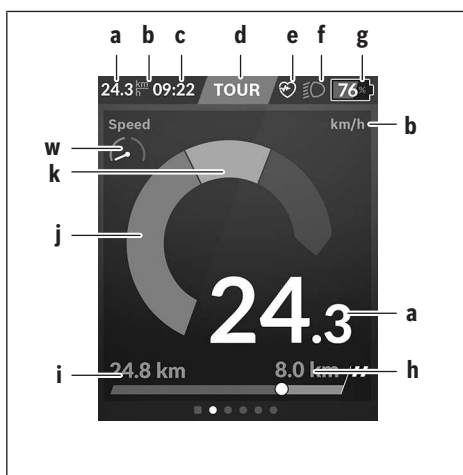 a b c d e f g
24.3 km/h 09:22 TOUR 76%
Speed km/h b
w
k
j
24.3 a
i 24.8 km 8.0 km h